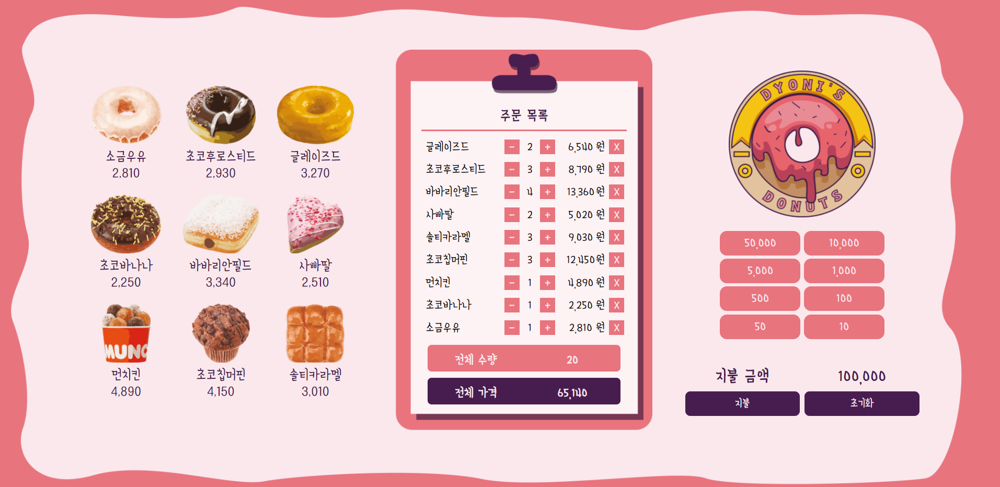 소금우유
2,810
초코후로스티드
2,930
글레이즈드
3,270
초코바나나
2,250
바바리안필드
3,340
사빠딸
2,510
MUNC
먼치킨
4,890
초코칩머핀
4,150
솔티카라멜
3,010
주문 목록
글레이즈드 - 2 + 6,540 원 X
초코후로스티드 - 3 + 8,790 원 X
바바리안필드 - 4 + 13,360 원 X
사빠딸 - 2 + 5,020 원 X
솔티카라멜 - 3 + 9,030 원 X
초코칩머핀 - 3 + 12,450 원 X
먼치킨 - 1 + 4,890 원 X
초코바나나 - 1 + 2,250 원 X
소금우유 - 1 + 2,810 원 X
전체 수량 20
전체 가격 65,140
DYONI'S
DONUTS
50,000 10,000
5,000 1,000
500 100
50 10
지불 금액 100,000
지불 초기화